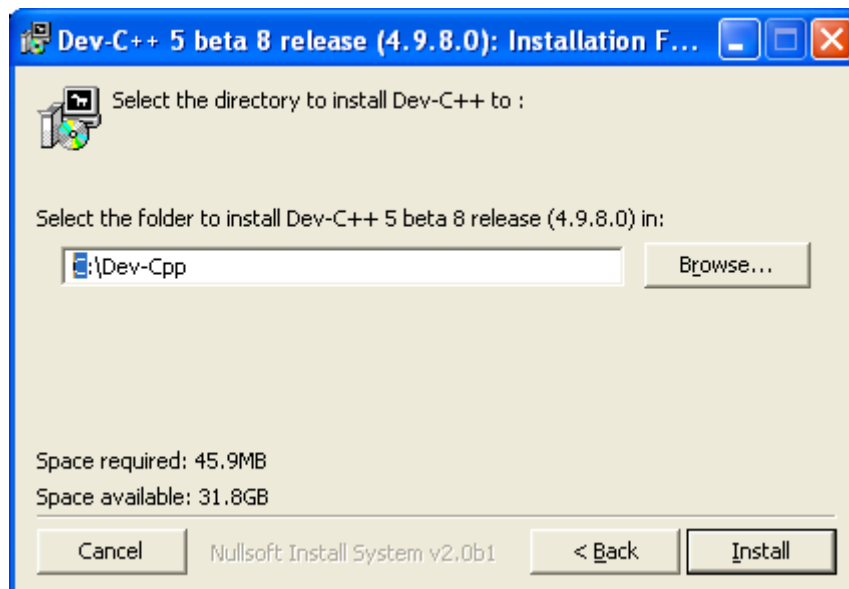 Dev-C++ 5 beta 8 release (4.9.8.0): Installation F...
Select the directory to install Dev-C++ to :
Select the folder to install Dev-C++ 5 beta 8 release (4.9.8.0) in:
C:\Dev-Cpp
Browse...
Space required: 45.9MB
Space available: 31.8GB
Cancel
Nullsoft Install System v2.0b1
< Back
Install